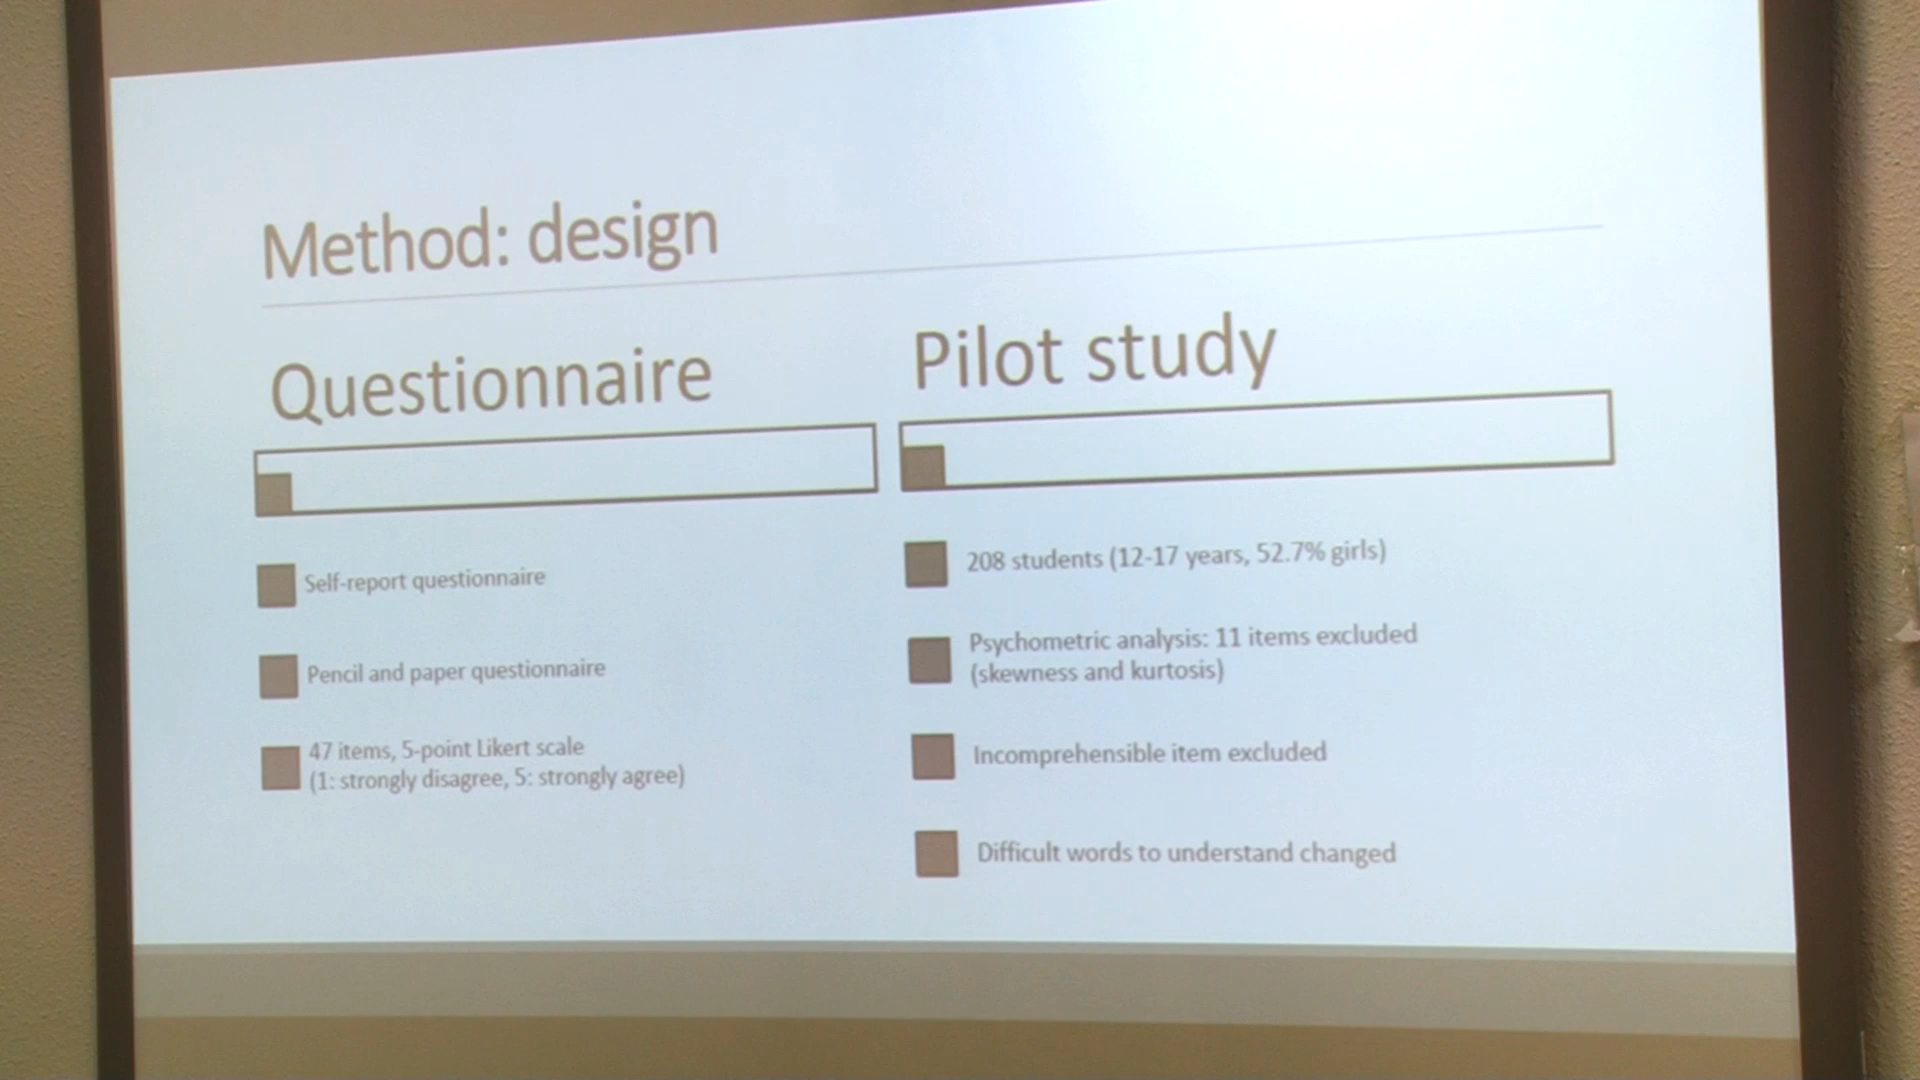 Method: design
Questionnaire
Self-report questionnaire
Pencil and paper questionnaire
47 items, 5-point Likert scale
(1: strongly disagree, 5: strongly agree)
Pilot study
208 students (12-17 years, 52.7% girls)
Psychometric analysis: 11 items excluded
(skewness and kurtosis)
Incomprehensible item excluded
Difficult words to understand changed